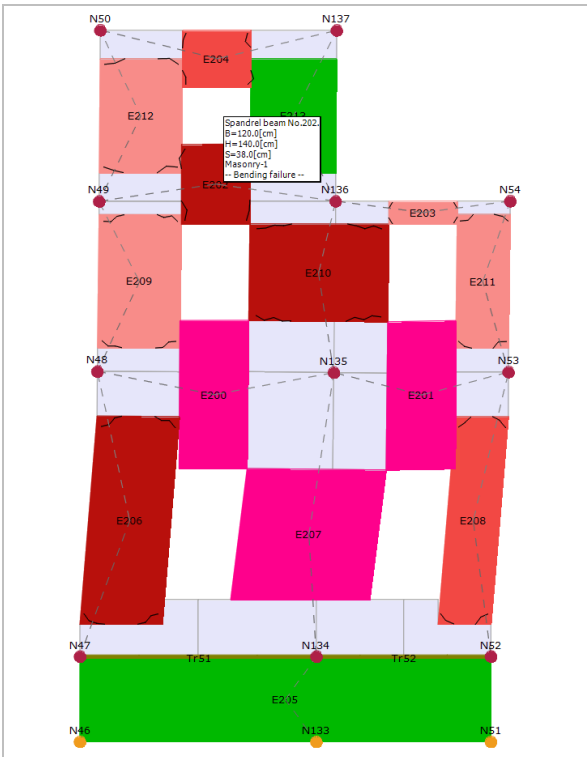 N50
N137
E204
E212
E213
Spandrel beam No.202.
B=120.0[cm]
H=140.0[cm]
S=38.0[cm]
Masonry-1
-- Bending failure --
E202
N49
N136
N54
E203
E209
E210
E211
N48
N135
N53
E200
E201
E206
E207
E208
N47
N134
N52
Tr51
Tr52
E205
N46
N133
N51